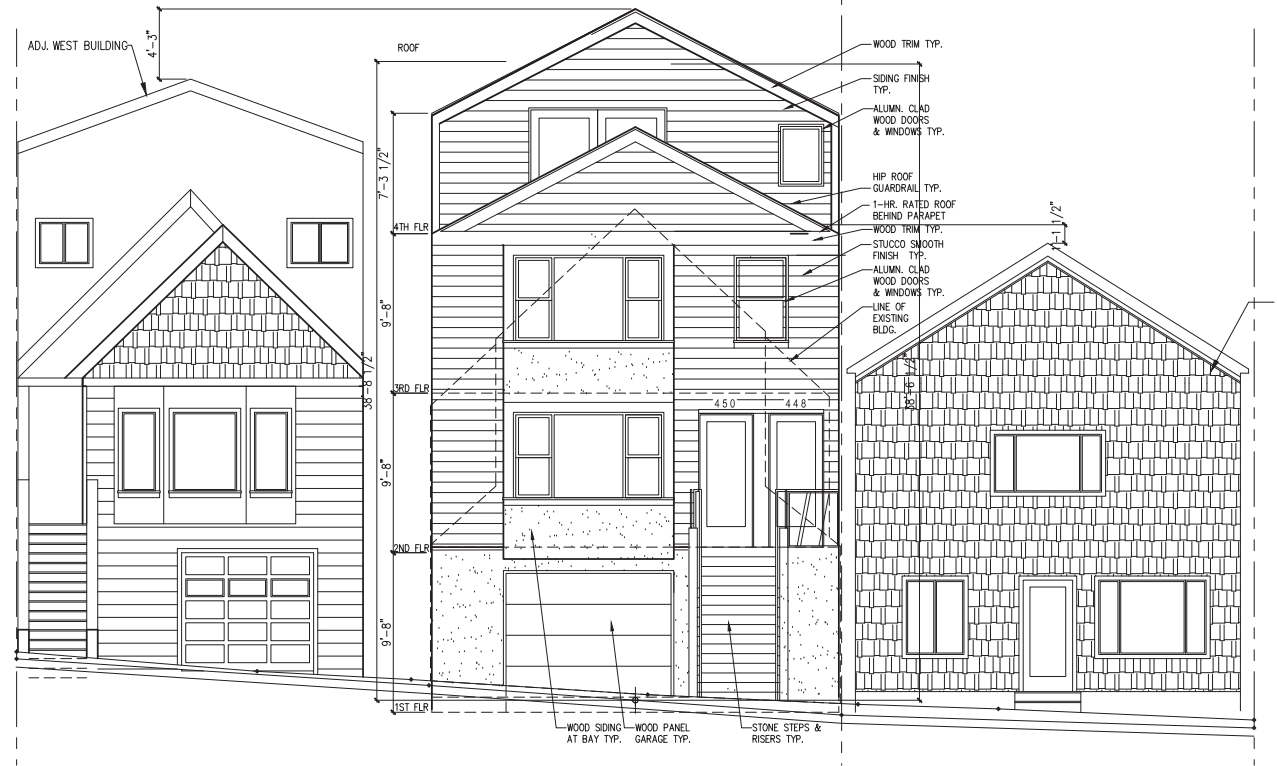 ADJ. WEST BUILDING
4'-3"
ROOF
WOOD TRIM TYP.
SIDING FINISH
TYP.
ALUMN. CLAD
WOOD DOORS
& WINDOWS TYP.
7'-3 1/2"
HIP ROOF
GUARDRAIL TYP.
1-HR. RATED ROOF
BEHIND PARAPET
4TH FLR
WOOD TRIM TYP.
STUCCO SMOOTH
FINISH TYP.
ALUMN. CLAD
WOOD DOORS
& WINDOWS TYP.
LINE OF
EXISTING
BLDG.
9'-8"
38'-8 1/2"
38'-6 1/2"
3RD FLR
450
448
9'-8"
2ND FLR
9'-8"
1ST FLR
WOOD SIDING
AT BAY TYP.
WOOD PANEL
GARAGE TYP.
STONE STEPS &
RISERS TYP.